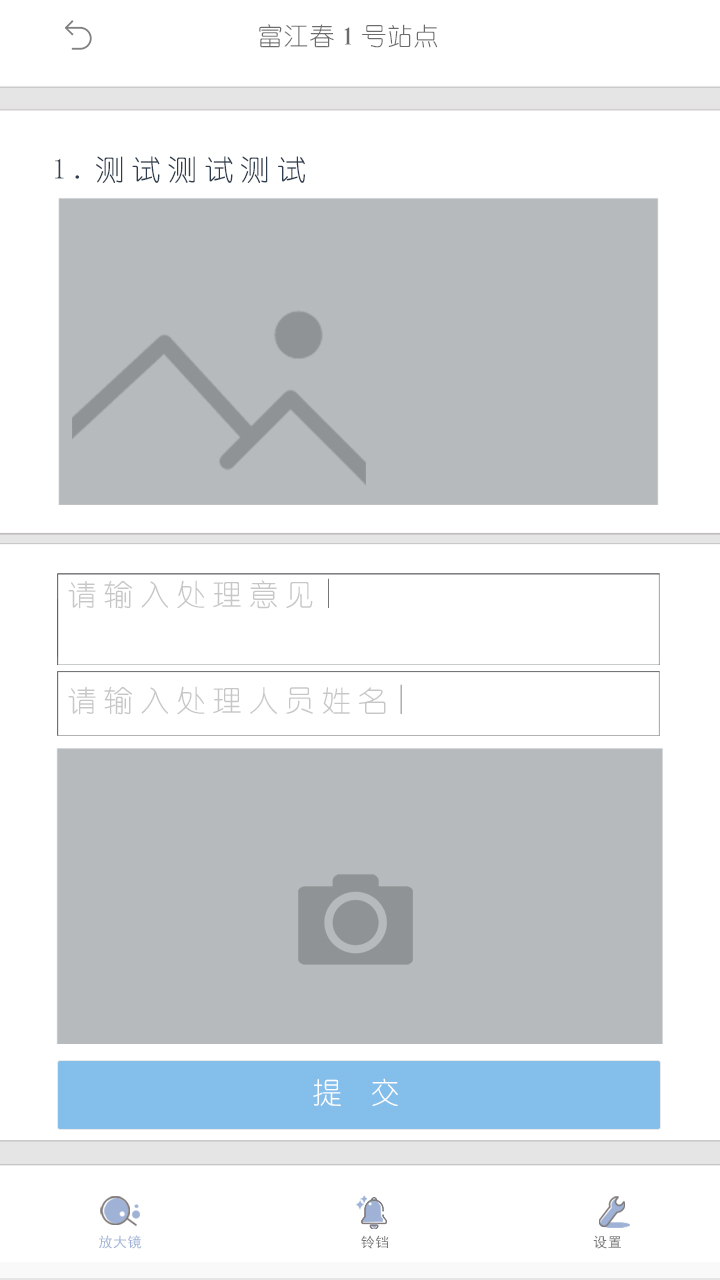 富江春 1 号站点
1. 测试测试测试
请输入处理意见
请输入处理人员姓名
提 交
放大镜 铃铛 设置